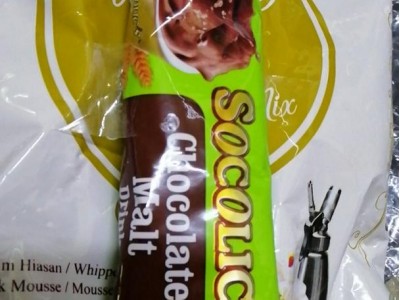 SOCOLIC
Chocolate
Malt
Mix
m Hiasan / Whipp
k Mousse / Mousse